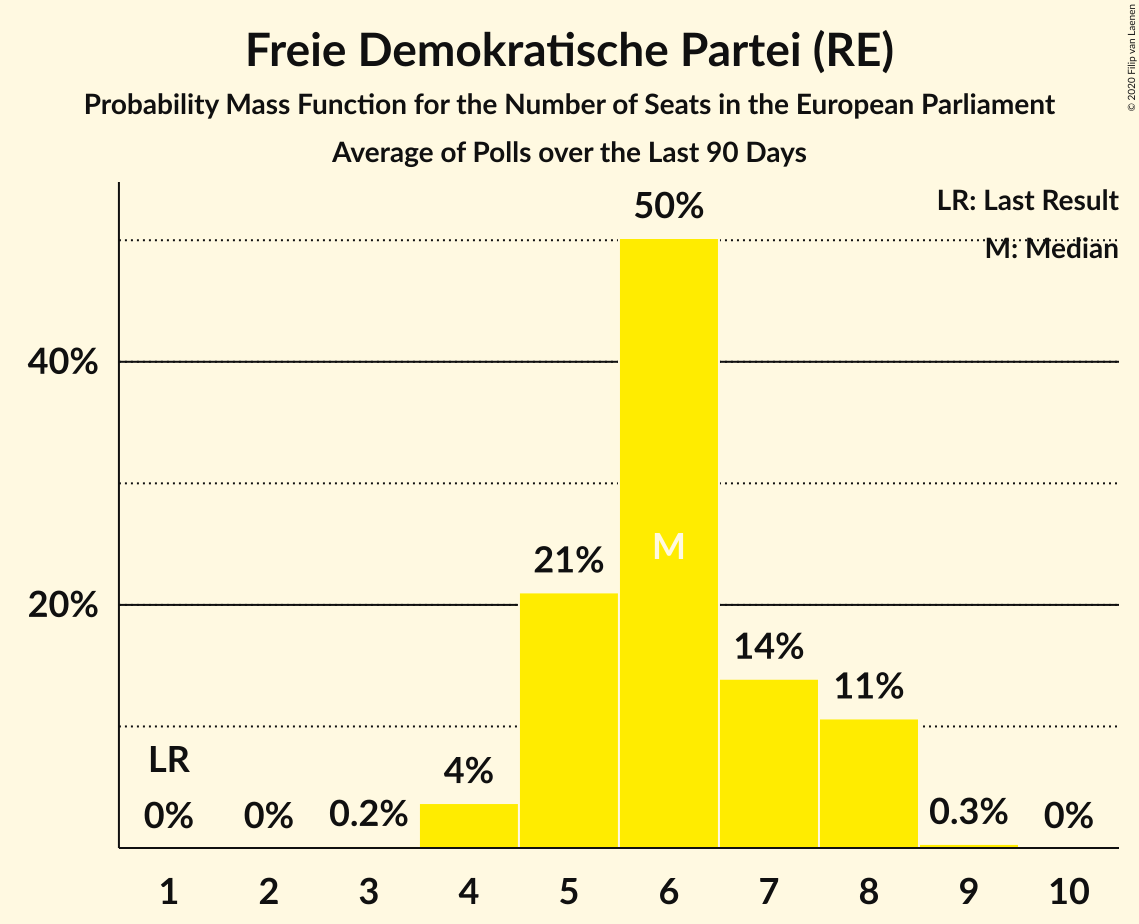 Freie Demokratische Partei (RE)
Probability Mass Function for the Number of Seats in the European Parliament
Average of Polls over the Last 90 Days
© 2020 Filip van Laenen
LR: Last Result
M: Median
50%
40%
21%
M
20%
14%
11%
LR
4%
0%
0%
0.2%
0.3%
0%
1 2 3 4 5 6 7 8 9 10